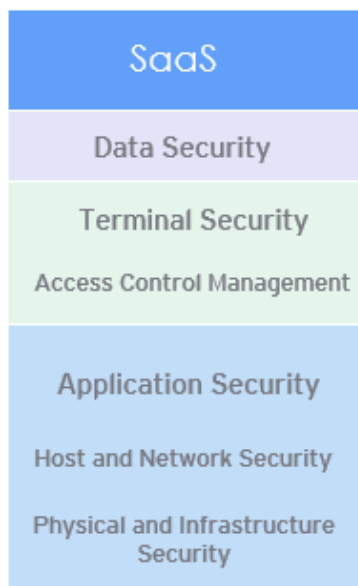 SaaS
Data Security
Terminal Security
Access Control Management
Application Security
Host and Network Security
Physical and Infrastructure
Security